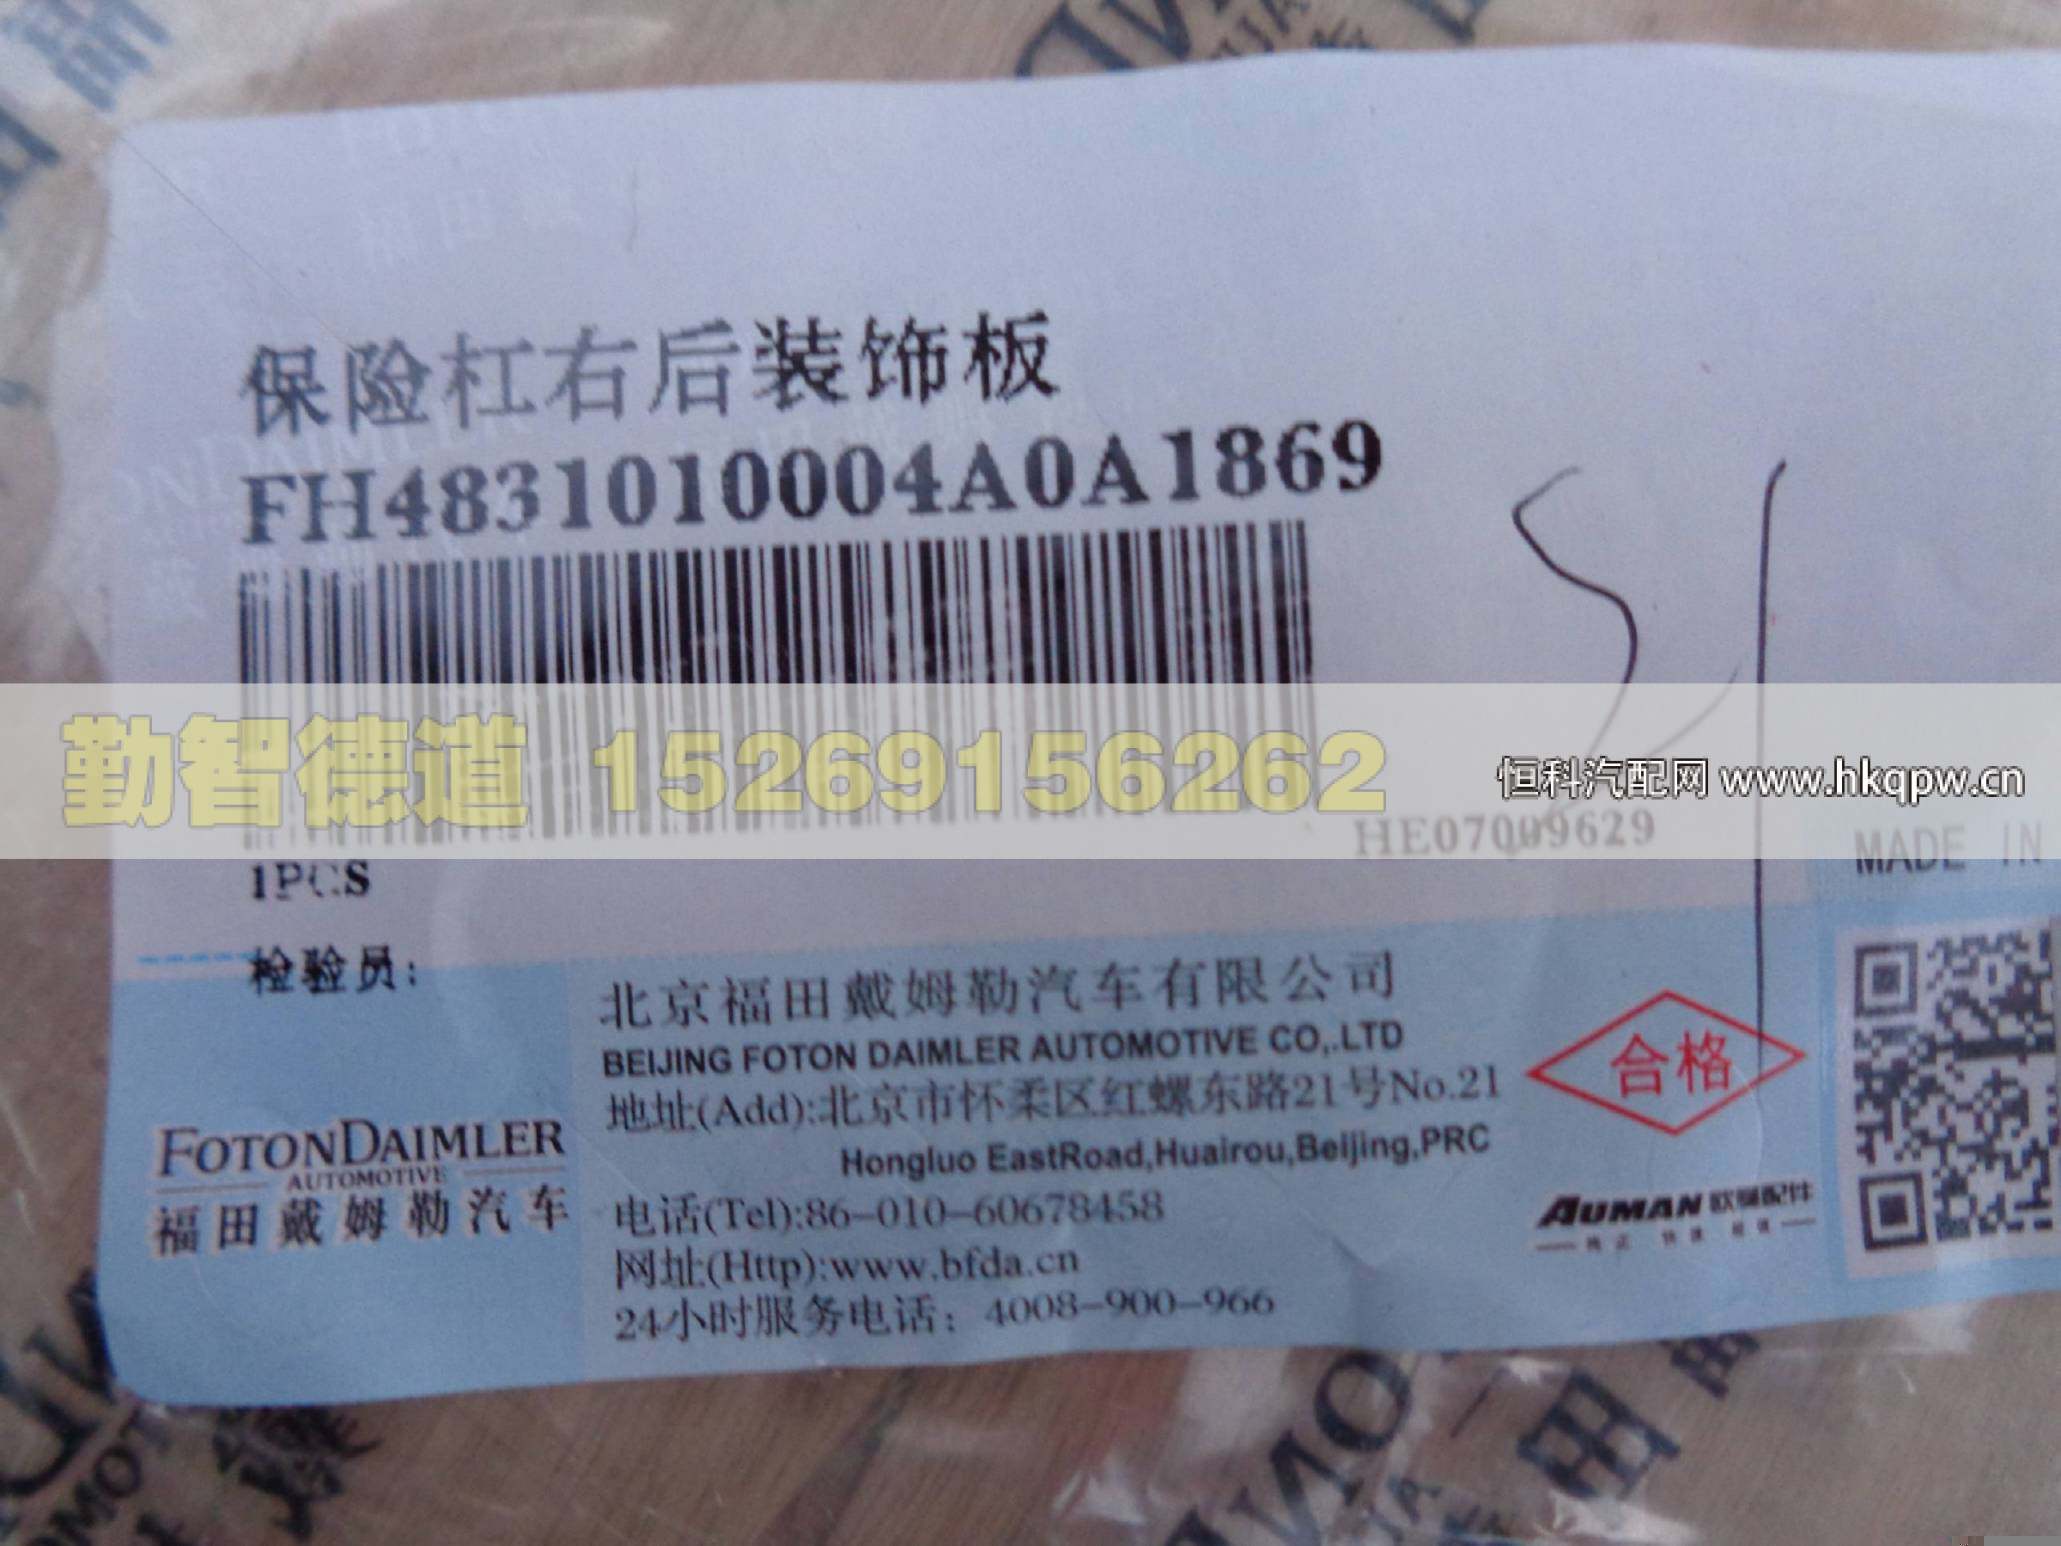 保险杠右后装饰板
FH4831010004A0A1869
勤智德道 15269156262
恒科汽配网 www.hkqpw.cn
HE07009629
MADE IN
1PCS
检验员:
北京福田戴姆勒汽车有限公司
BEIJING FOTON DAIMLER AUTOMOTIVE CO,.LTD
地址(Add):北京市怀柔区红螺东路21号No.21
Hongluo EastRoad,Huairou,Beijing,PRC
电话(Tel):86-010-60678458
网址(Http):www.bfda.cn
24小时服务电话：4008-900-966
FOTONDAIMLER
AUTOMOTIVE
福田戴姆勒汽车
合格
AUMAN 欧曼配件